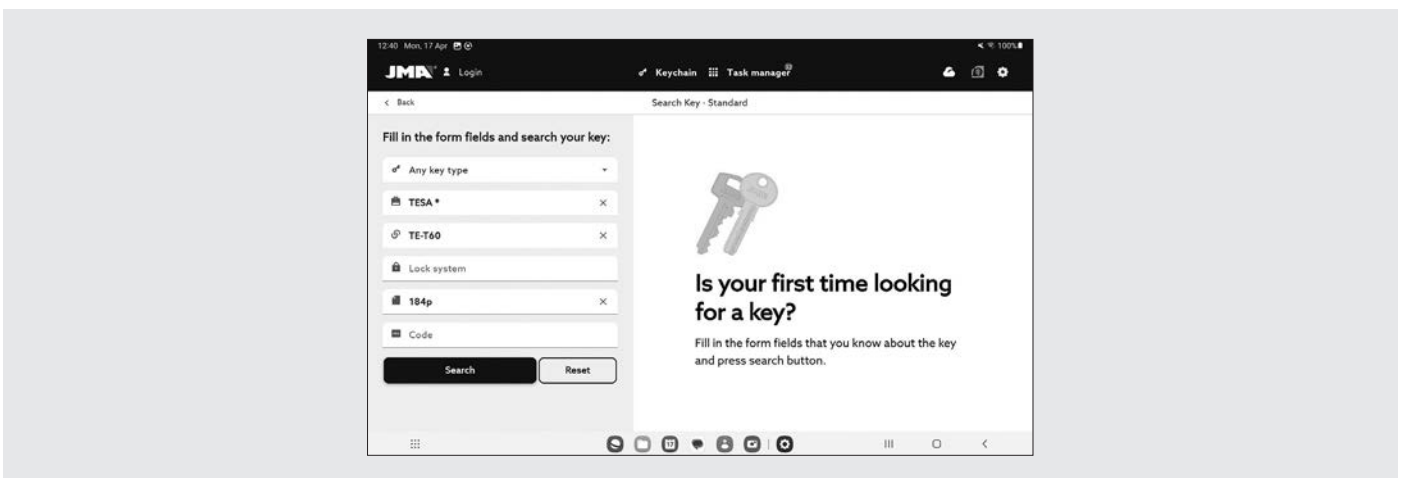 12:40 Mon, 17 Apr 100%
JMA Login Keychain Task manager
Back Search Key - Standard
Fill in the form fields and search your key:
Any key type
TESA *
TE-T60
Lock system
184p
Code
Search Reset
Is your first time looking
for a key?
Fill in the form fields that you know about the key
and press search button.